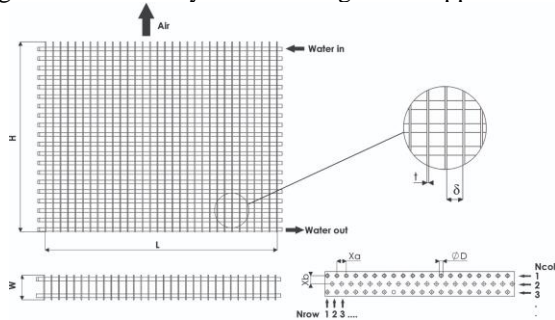 Air
Water in
H
t
δ
Water out
L
Xa
ØD
Ncol
W
Xb
1
2
3
.
.
Nrow 1 2 3 ....